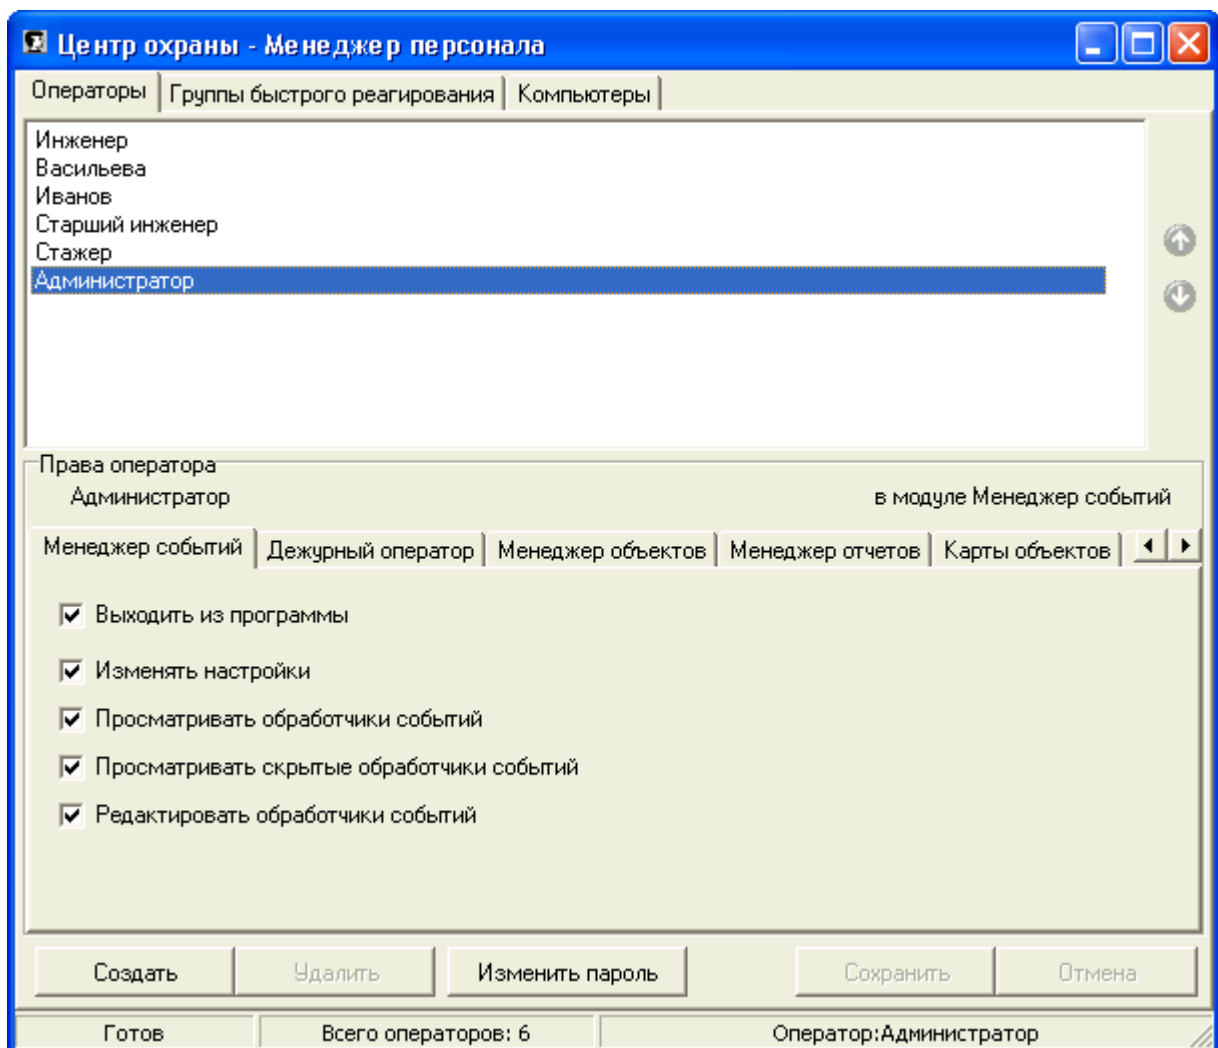 Центр охраны - Менеджер персонала
Операторы Группы быстрого реагирования Компьютеры
Инженер
Васильева
Иванов
Старший инженер
Стажер
Администратор
Права оператора
Администратор в модуле Менеджер событий
Менеджер событий Дежурный оператор Менеджер объектов Менеджер отчетов Карты объектов
Выходить из программы
Изменять настройки
Просматривать обработчики событий
Просматривать скрытые обработчики событий
Редактировать обработчики событий
Создать Удалить Изменить пароль Сохранить Отмена
Готов Всего операторов: 6 Оператор:Администратор